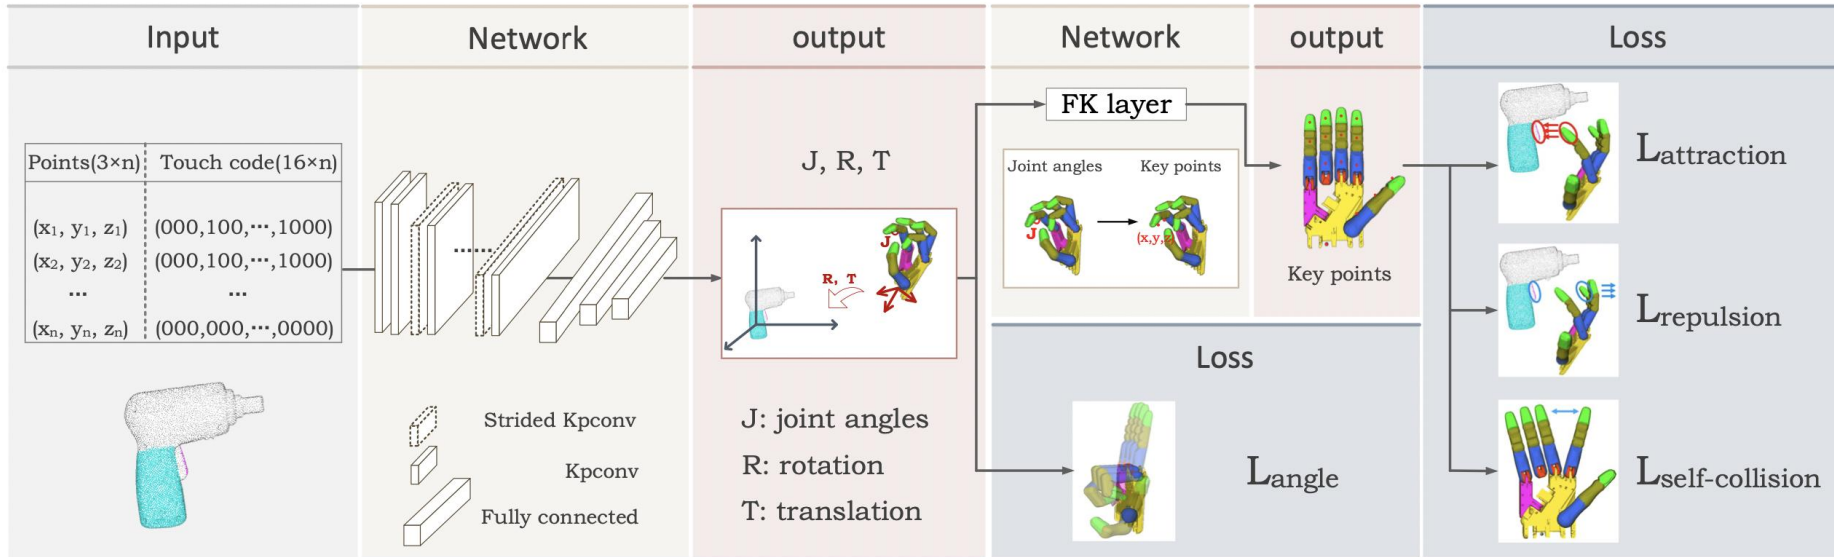 Input
Network
output
Network
output
Loss
Points(3×n) Touch code(16×n)
(x₁, y₁, z₁) (000,100,···,1000)
(x₂, y₂, z₂) (000,100,···,1000)
... ...
(xₙ, yₙ, zₙ) (000,000,···,0000)
......
Strided Kpconv
Kpconv
Fully connected
J, R, T
J
R, T
J: joint angles
R: rotation
T: translation
FK layer
Joint angles Key points
J
(x,y,z)
Key points
Loss
Langle
Lattraction
Lrepulsion
Lself-collision